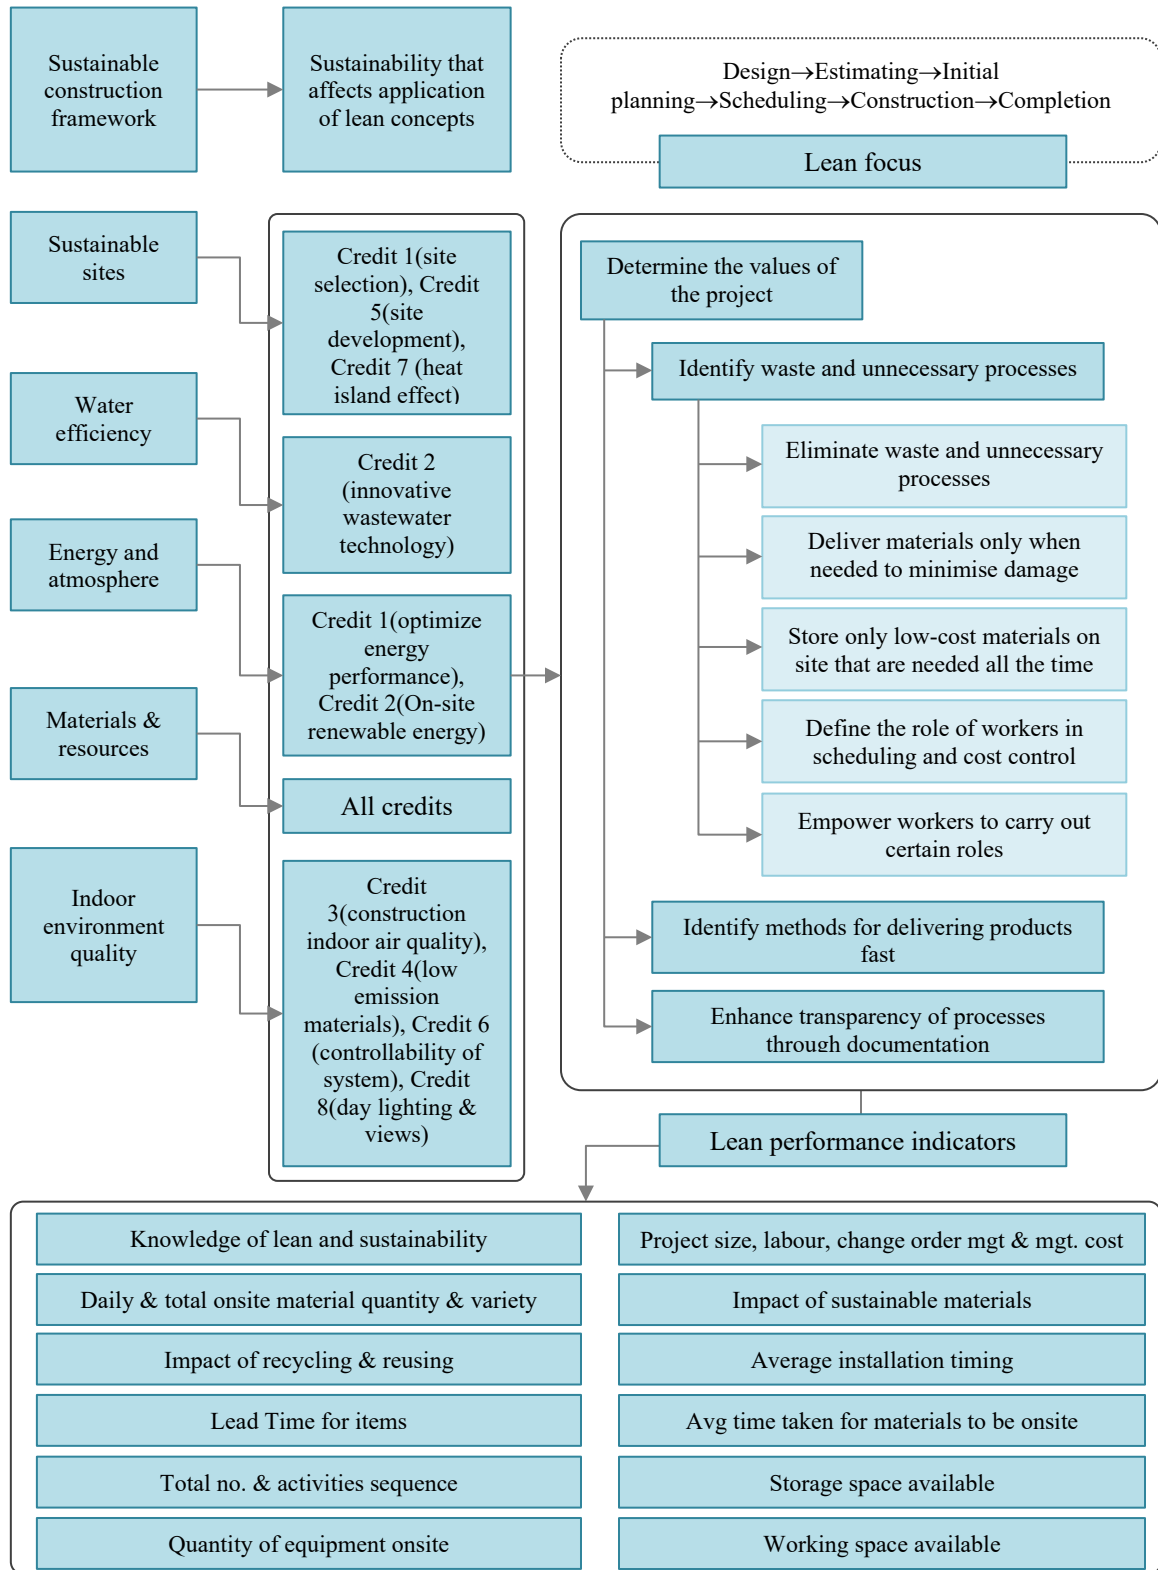 Sustainable
construction
framework
Sustainability that
affects application
of lean concepts
Design→Estimating→Initial
planning→Scheduling→Construction→Completion
Lean focus
Sustainable
sites
Water
efficiency
Energy and
atmosphere
Materials &
resources
Indoor
environment
quality
Credit 1(site
selection), Credit
5(site
development),
Credit 7 (heat
island effect)
Credit 2
(innovative
wastewater
technology)
Credit 1(optimize
energy
performance),
Credit 2(On-site
renewable energy)
All credits
Credit
3(construction
indoor air quality),
Credit 4(low
emission
materials), Credit 6
(controllability of
system), Credit
8(day lighting &
views)
Determine the values of
the project
Identify waste and unnecessary processes
Eliminate waste and unnecessary
processes
Deliver materials only when
needed to minimise damage
Store only low-cost materials on
site that are needed all the time
Define the role of workers in
scheduling and cost control
Empower workers to carry out
certain roles
Identify methods for delivering products
fast
Enhance transparency of processes
through documentation
Lean performance indicators
Knowledge of lean and sustainability
Project size, labour, change order mgt & mgt. cost
Daily & total onsite material quantity & variety
Impact of sustainable materials
Impact of recycling & reusing
Average installation timing
Lead Time for items
Avg time taken for materials to be onsite
Total no. & activities sequence
Storage space available
Quantity of equipment onsite
Working space available